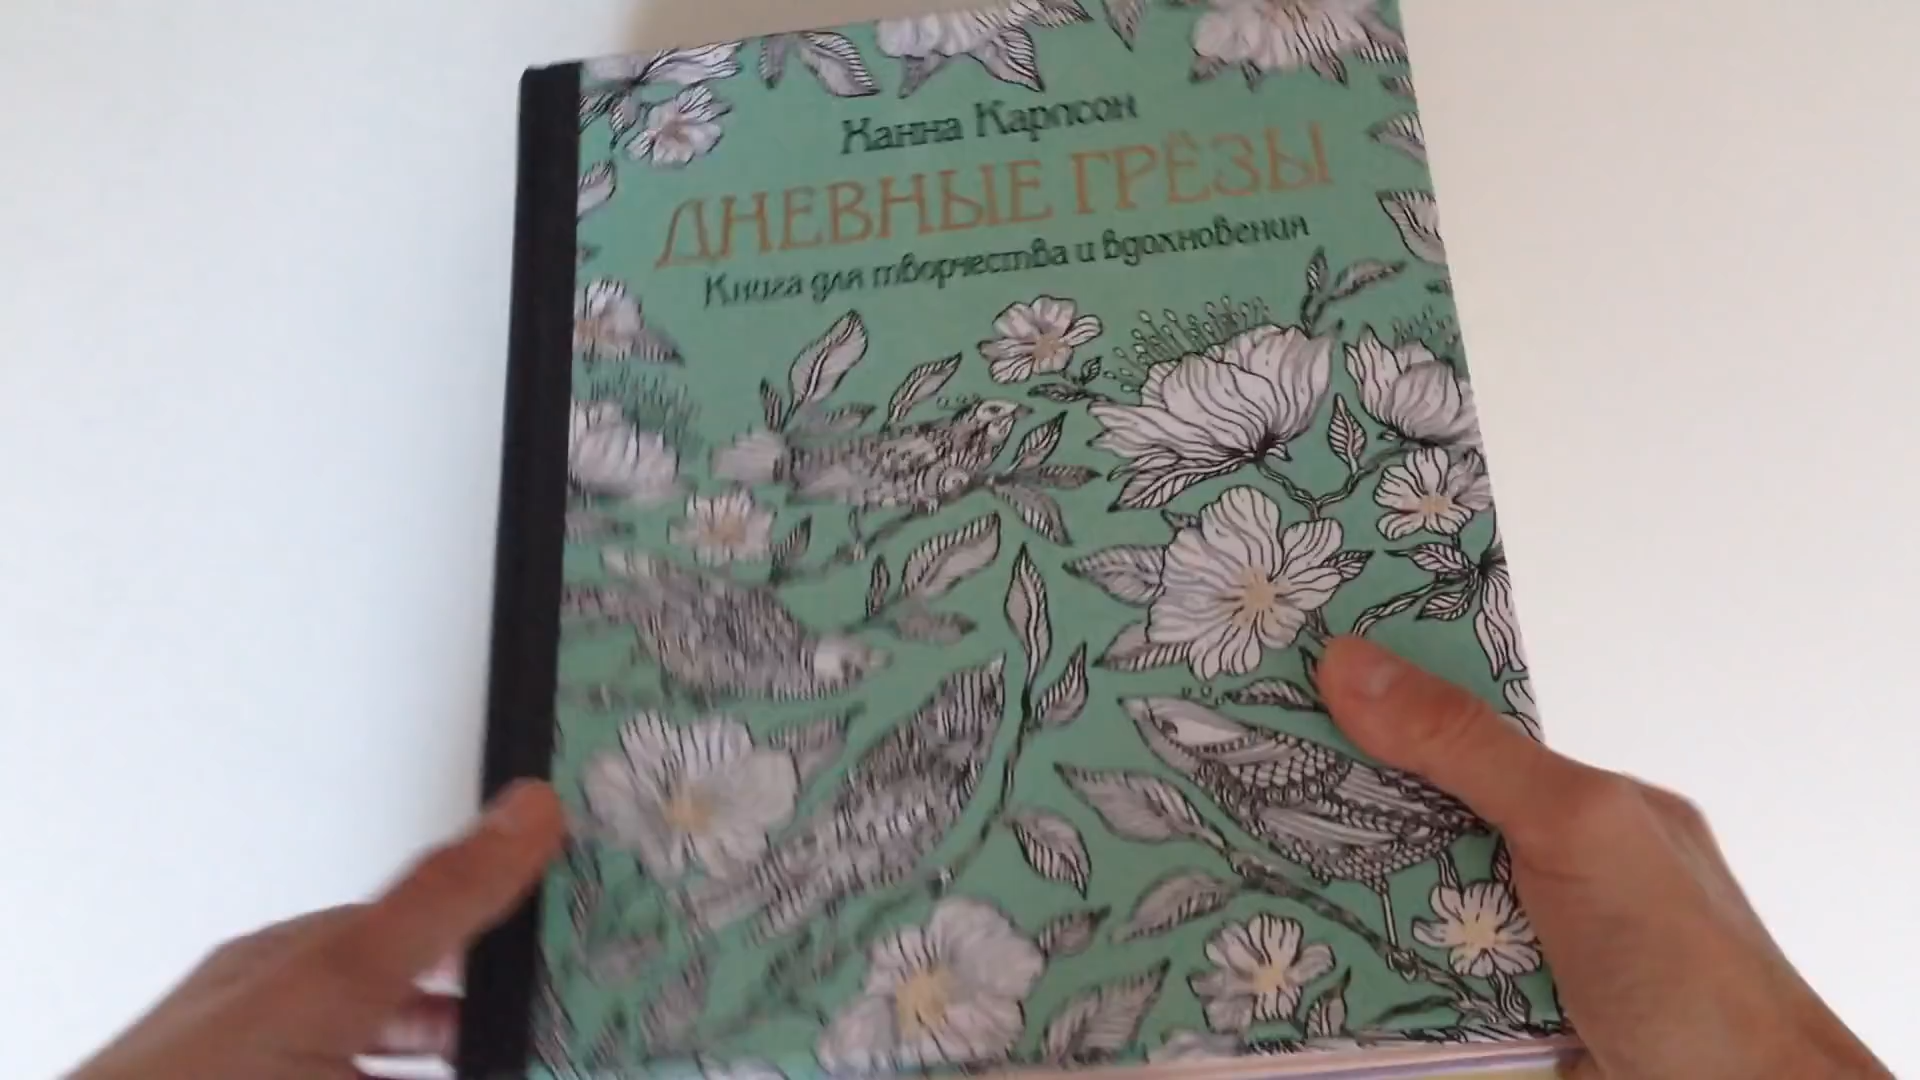 Ханна Карлсон
ДНЕВНЫЕ ГРЁЗЫ
Книга для творчества и вдохновения